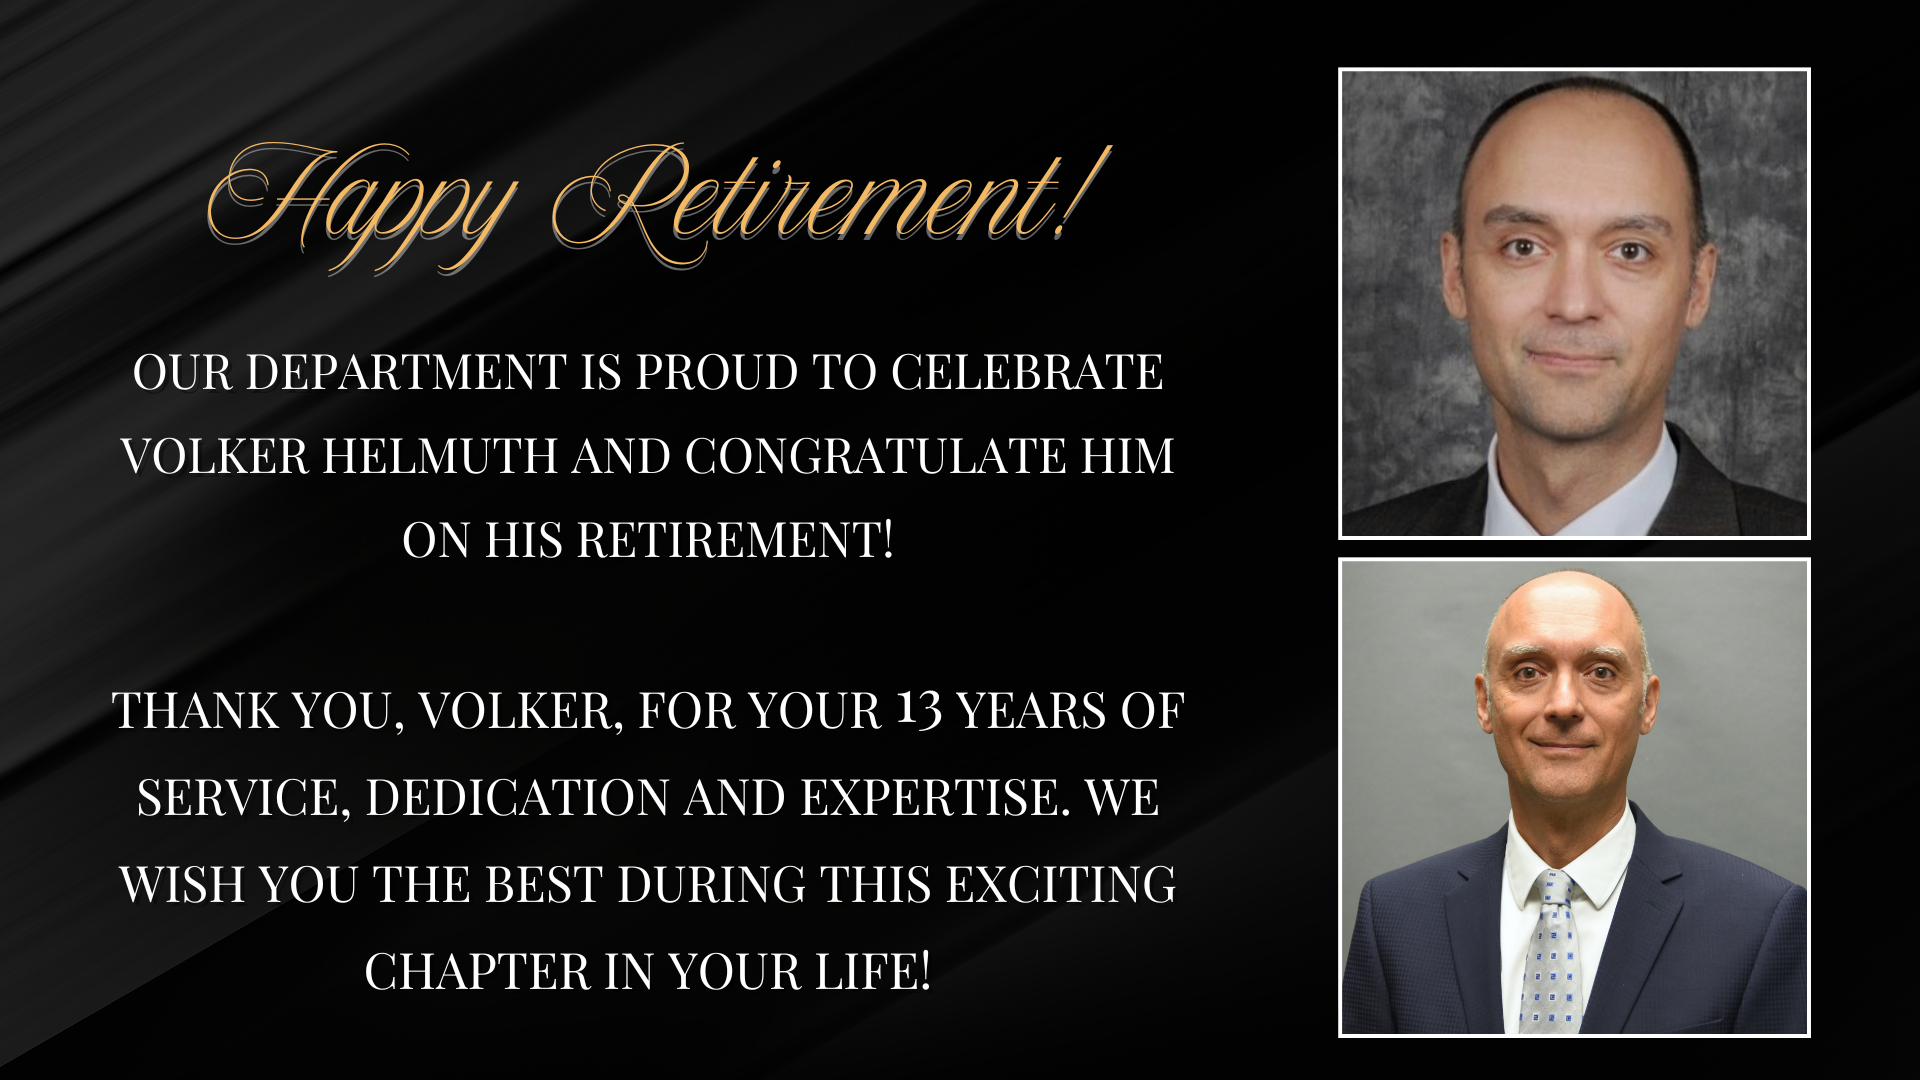 Happy Retirement!
OUR DEPARTMENT IS PROUD TO CELEBRATE
VOLKER HELMUTH AND CONGRATULATE HIM
ON HIS RETIREMENT!
THANK YOU, VOLKER, FOR YOUR 13 YEARS OF
SERVICE, DEDICATION AND EXPERTISE. WE
WISH YOU THE BEST DURING THIS EXCITING
CHAPTER IN YOUR LIFE!